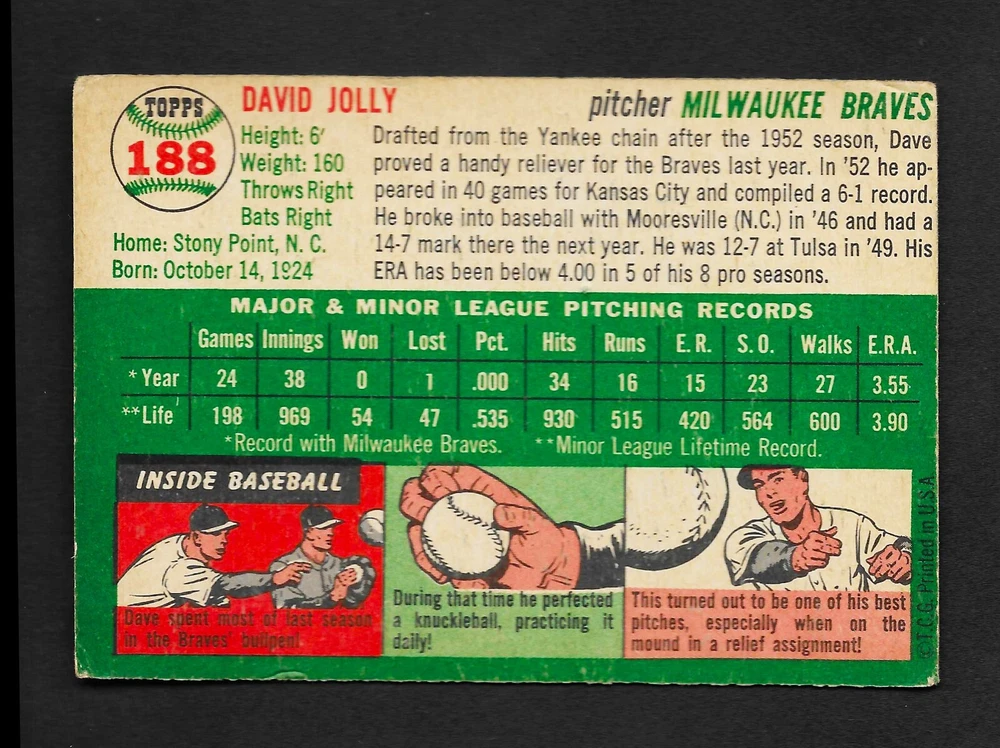 TOPPS
188
DAVID JOLLY
pitcher MILWAUKEE BRAVES
Height: 6'
Weight: 160
Throws Right
Bats Right
Home: Stony Point, N. C.
Born: October 14, 1924
Drafted from the Yankee chain after the 1952 season, Dave
proved a handy reliever for the Braves last year. In '52 he ap-
peared in 40 games for Kansas City and compiled a 6-1 record.
He broke into baseball with Mooresville (N.C.) in '46 and had a
14-7 mark there the next year. He was 12-7 at Tulsa in '49. His
ERA has been below 4.00 in 5 of his 8 pro seasons.
MAJOR & MINOR LEAGUE PITCHING RECORDS
Games Innings Won Lost Pct. Hits Runs E.R. S.O. Walks E.R.A.
*Year 24 38 0 1 .000 34 16 15 23 27 3.55
**Life 198 969 54 47 .535 930 515 420 564 600 3.90
*Record with Milwaukee Braves. **Minor League Lifetime Record.
INSIDE BASEBALL
Dave spent most of last season
in the Braves' bullpen!
During that time he perfected
a knuckleball, practicing it
daily!
This turned out to be one of his best
pitches, especially when on the
mound in a relief assignment!
©T.C.G. Printed in U.S.A